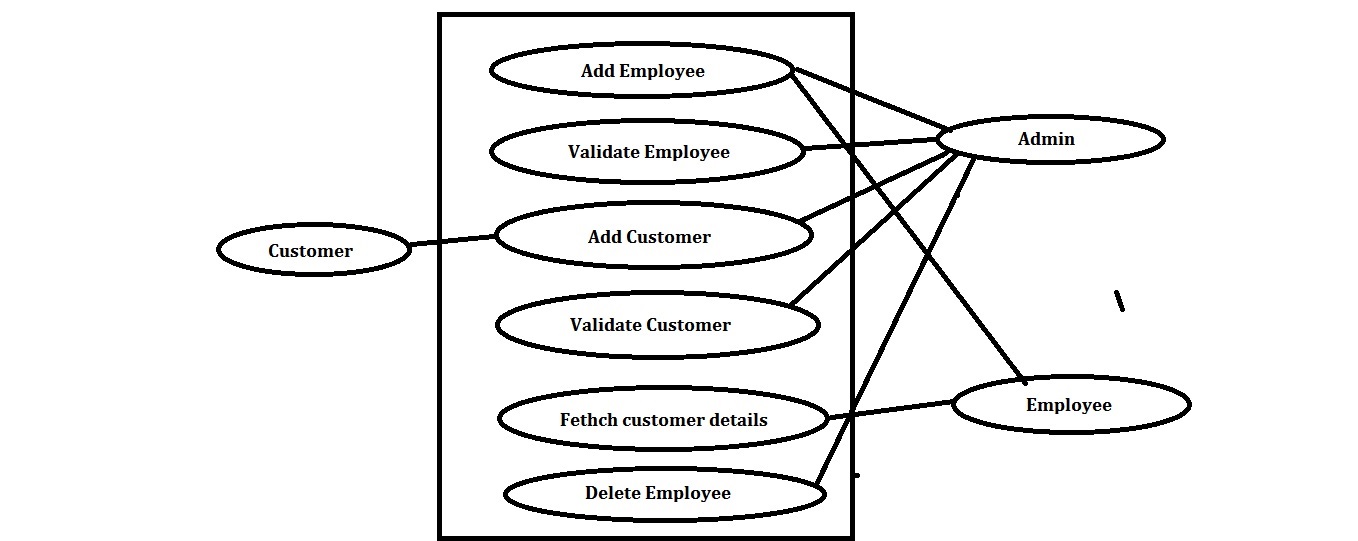 Add Employee
Validate Employee
Admin
Add Customer
Customer
Validate Customer
Fethch customer details
Employee
Delete Employee